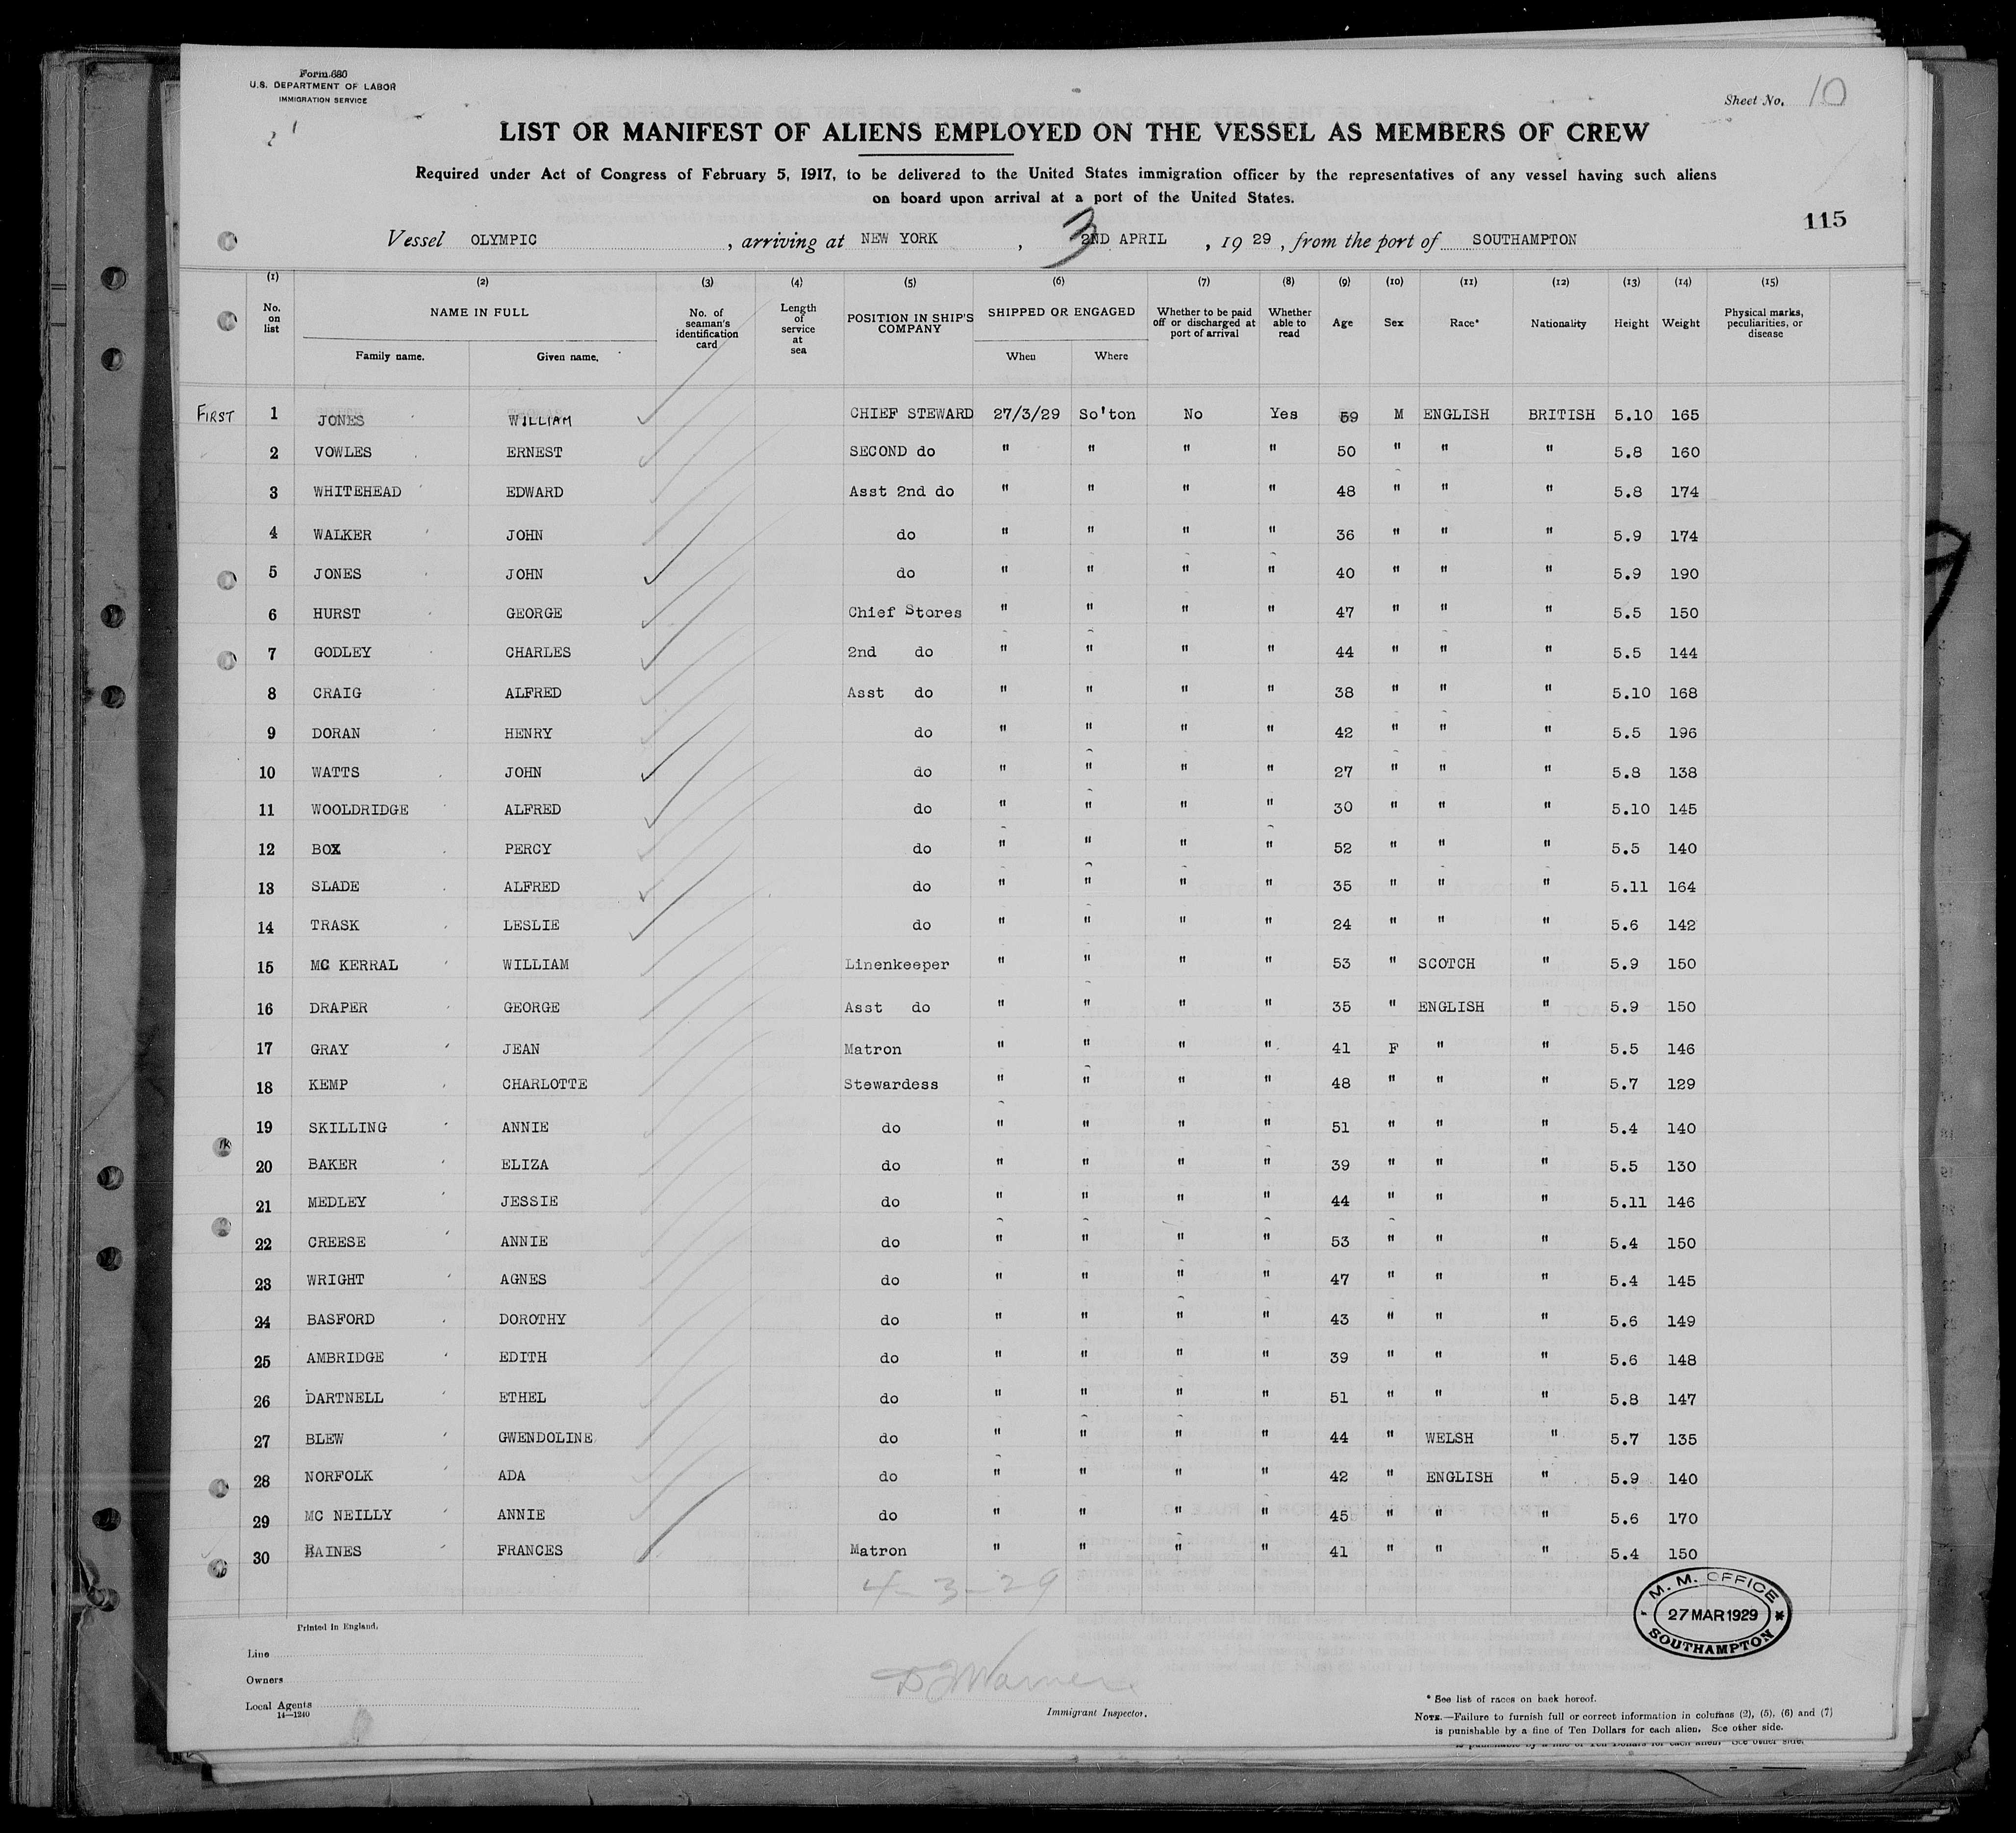 Form 680
U.S. DEPARTMENT OF LABOR
IMMIGRATION SERVICE
Sheet No. 10
LIST OR MANIFEST OF ALIENS EMPLOYED ON THE VESSEL AS MEMBERS OF CREW
Required under Act of Congress of February 5, 1917, to be delivered to the United States immigration officer by the representatives of any vessel having such aliens
on board upon arrival at a port of the United States.
115
Vessel OLYMPIC , arriving at NEW YORK , 3 2ND APRIL , 19 29 , from the port of SOUTHAMPTON
(1) (2) (3) (4) (5) (6) (7) (8) (9) (10) (11) (12) (13) (14) (15)
No. on list NAME IN FULL Family name. Given name. No. of seaman's identification card Length of service at sea POSITION IN SHIP'S COMPANY SHIPPED OR ENGAGED When Where Whether to be paid off or discharged at port of arrival Whether able to read Age Sex Race* Nationality Height Weight Physical marks, peculiarities, or disease
FIRST 1 JONES WILLIAM CHIEF STEWARD 27/3/29 So'ton No Yes 59 M ENGLISH BRITISH 5.10 165
2 VOWLES ERNEST SECOND do " " " " 50 " " " 5.8 160
3 WHITEHEAD EDWARD Asst 2nd do " " " " 48 " " " 5.8 174
4 WALKER JOHN do " " " " 36 " " " 5.9 174
5 JONES JOHN do " " " " 40 " " " 5.9 190
6 HURST GEORGE Chief Stores " " " " 47 " " " 5.5 150
7 GODLEY CHARLES 2nd do " " " " 44 " " " 5.5 144
8 CRAIG ALFRED Asst do " " " " 38 " " " 5.10 168
9 DORAN HENRY do " " " " 42 " " " 5.5 196
10 WATTS JOHN do " " " " 27 " " " 5.8 138
11 WOOLDRIDGE ALFRED do " " " " 30 " " " 5.10 145
12 BOX PERCY do " " " " 52 " " " 5.5 140
13 SLADE ALFRED do " " " " 35 " " " 5.11 164
14 TRASK LESLIE do " " " " 24 " " " 5.6 142
15 MC KERRAL WILLIAM Linenkeeper " " " " 53 " SCOTCH " 5.9 150
16 DRAPER GEORGE Asst do " " " " 35 " ENGLISH " 5.9 150
17 GRAY JEAN Matron " " " " 41 F " " 5.5 146
18 KEMP CHARLOTTE Stewardess " " " " 48 " " " 5.7 129
19 SKILLING ANNIE do " " " " 51 " " " 5.4 140
20 BAKER ELIZA do " " " " 39 " " " 5.5 130
21 MEDLEY JESSIE do " " " " 44 " " " 5.11 146
22 CREESE ANNIE do " " " " 53 " " " 5.4 150
23 WRIGHT AGNES do " " " " 47 " " " 5.4 145
24 BASFORD DOROTHY do " " " " 43 " " " 5.6 149
25 AMBRIDGE EDITH do " " " " 39 " " " 5.6 148
26 DARTNELL ETHEL do " " " " 51 " " " 5.8 147
27 BLEW GWENDOLINE do " " " " 44 " WELSH " 5.7 135
28 NORFOLK ADA do " " " " 42 " ENGLISH " 5.9 140
29 MC NEILLY ANNIE do " " " " 45 " " " 5.6 170
30 RAINES FRANCES Matron " " " " 41 " " " 5.4 150
4-3-29
M. M. OFFICE
27 MAR 1929
SOUTHAMPTON
Printed in England.
Line
Owners
Local Agents
14—1240
D J Warner
Immigrant Inspector.
* See list of races on back hereof.
NOTE.—Failure to furnish full or correct information in columns (2), (5), (6) and (7)
is punishable by a fine of Ten Dollars for each alien. See other side.
is punishable by a fine of Ten Dollars for each alien. See other side.